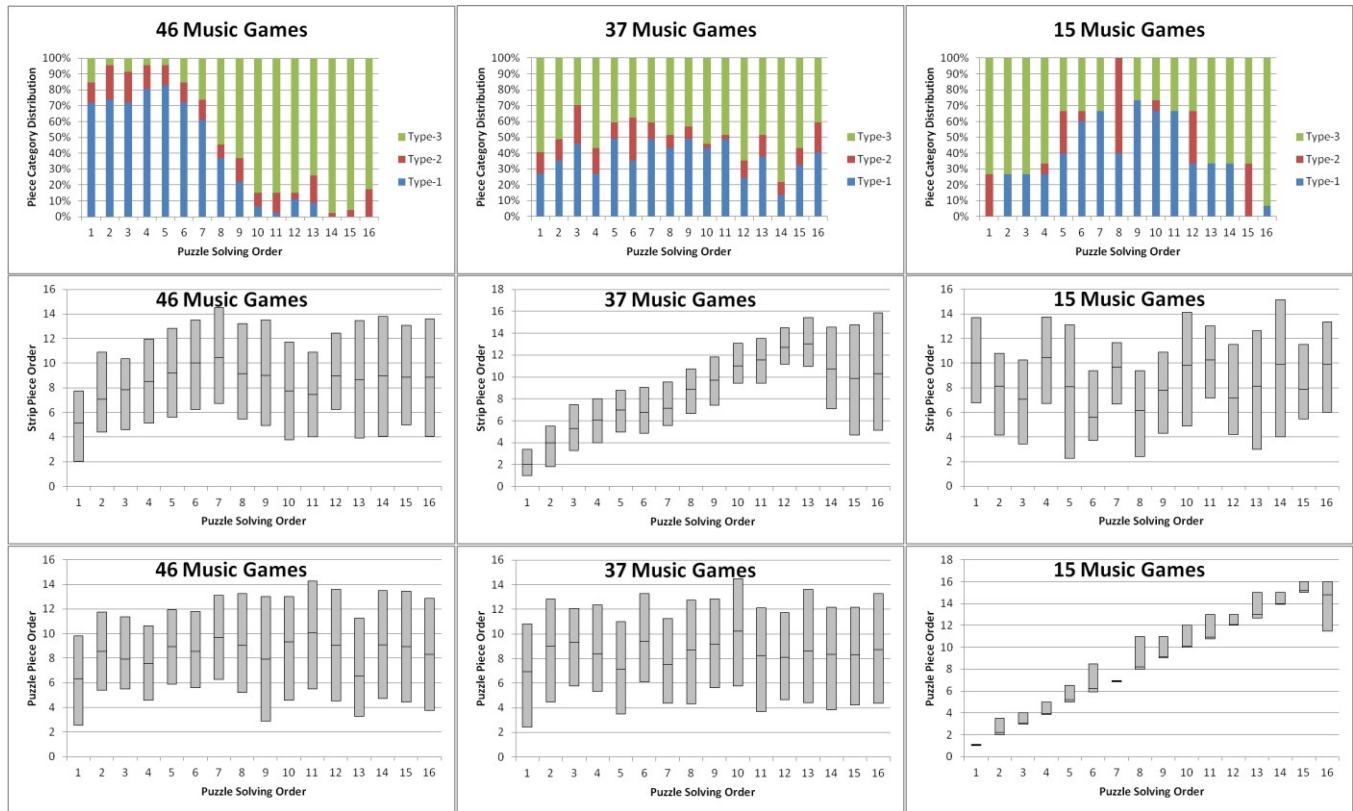 46 Music Games
Piece Category Distribution
100%
90%
80%
70%
60%
50%
40%
30%
20%
10%
0%
1 2 3 4 5 6 7 8 9 10 11 12 13 14 15 16
Puzzle Solving Order
Type-3
Type-2
Type-1
37 Music Games
Piece Category Distribution
100%
90%
80%
70%
60%
50%
40%
30%
20%
10%
0%
1 2 3 4 5 6 7 8 9 10 11 12 13 14 15 16
Puzzle Solving Order
Type-3
Type-2
Type-1
15 Music Games
Piece Category Distribution
100%
90%
80%
70%
60%
50%
40%
30%
20%
10%
0%
1 2 3 4 5 6 7 8 9 10 11 12 13 14 15 16
Puzzle Solving Order
Type-3
Type-2
Type-1
46 Music Games
Strip Piece Order
16
14
12
10
8
6
4
2
0
1 2 3 4 5 6 7 8 9 10 11 12 13 14 15 16
Puzzle Solving Order
37 Music Games
Strip Piece Order
18
16
14
12
10
8
6
4
2
0
1 2 3 4 5 6 7 8 9 10 11 12 13 14 15 16
Puzzle Solving Order
15 Music Games
Strip Piece Order
16
14
12
10
8
6
4
2
0
1 2 3 4 5 6 7 8 9 10 11 12 13 14 15 16
Puzzle Solving Order
46 Music Games
Puzzle Piece Order
16
14
12
10
8
6
4
2
0
1 2 3 4 5 6 7 8 9 10 11 12 13 14 15 16
Puzzle Solving Order
37 Music Games
Puzzle Piece Order
16
14
12
10
8
6
4
2
0
1 2 3 4 5 6 7 8 9 10 11 12 13 14 15 16
Puzzle Solving Order
15 Music Games
Puzzle Piece Order
18
16
14
12
10
8
6
4
2
0
1 2 3 4 5 6 7 8 9 10 11 12 13 14 15 16
Puzzle Solving Order